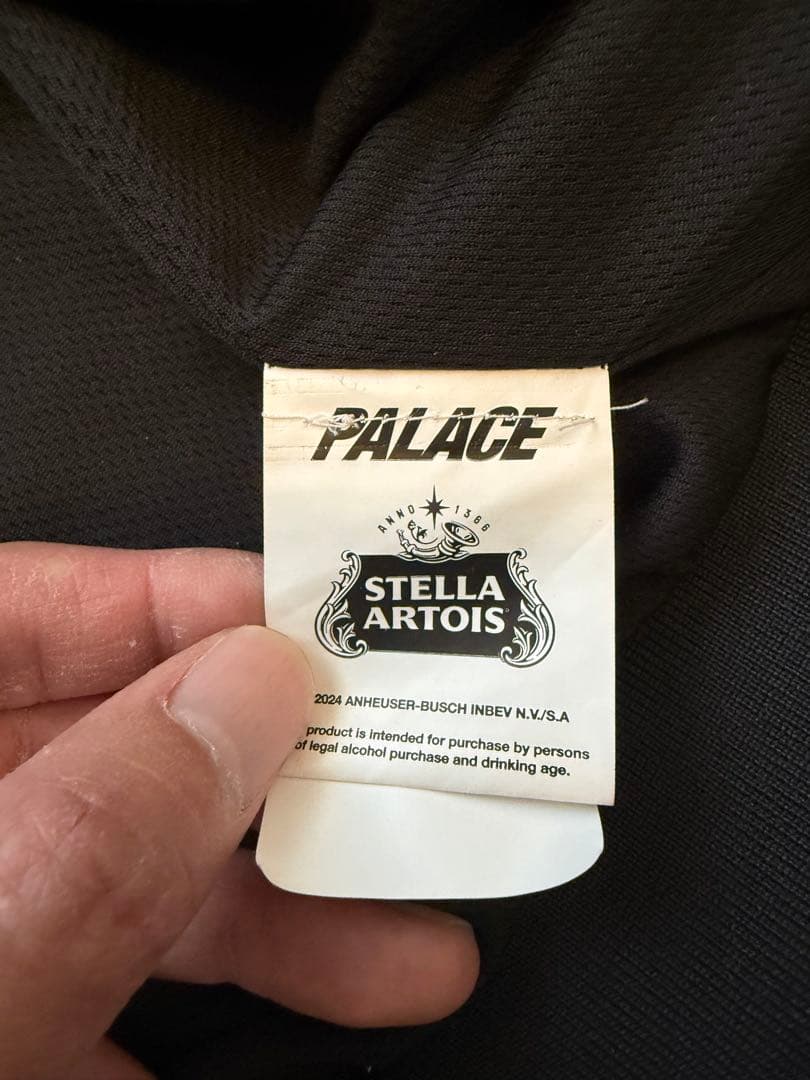 PALACE
ANNO 1366
STELLA
ARTOIS
2024 ANHEUSER-BUSCH INBEV N.V./S.A
product is intended for purchase by persons
of legal alcohol purchase and drinking age.